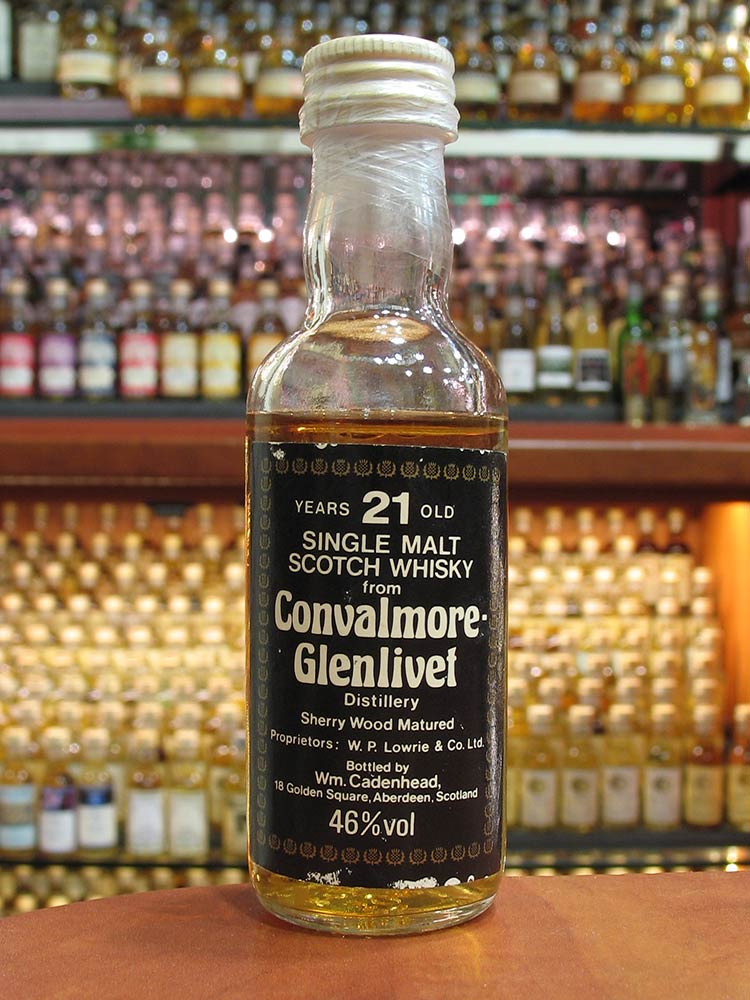 YEARS 21 OLD
SINGLE MALT
SCOTCH WHISKY
from
Convalmore-
Glenlivet
Distillery
Sherry Wood Matured
Proprietors: W. P. Lowrie & Co. Ltd.
Bottled by
Wm. Cadenhead,
18 Golden Square, Aberdeen, Scotland
46%vol